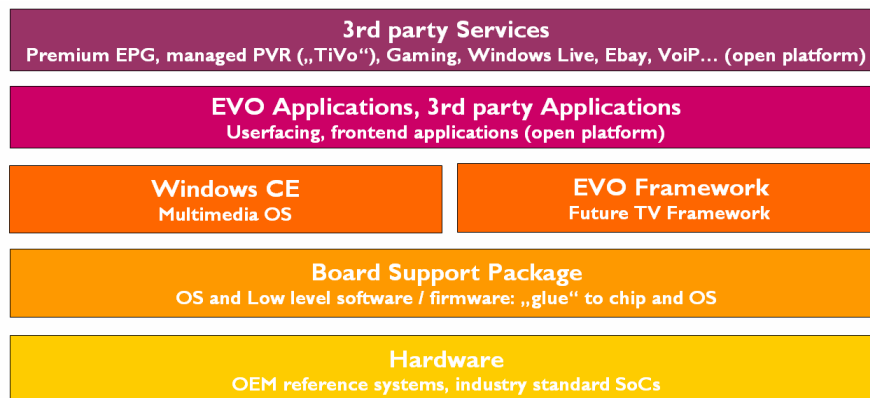 3rd party Services
Premium EPG, managed PVR („TiVo“), Gaming, Windows Live, Ebay, VoiP… (open platform)
EVO Applications, 3rd party Applications
Userfacing, frontend applications (open platform)
Windows CE
Multimedia OS
EVO Framework
Future TV Framework
Board Support Package
OS and Low level software / firmware: „glue“ to chip and OS
Hardware
OEM reference systems, industry standard SoCs